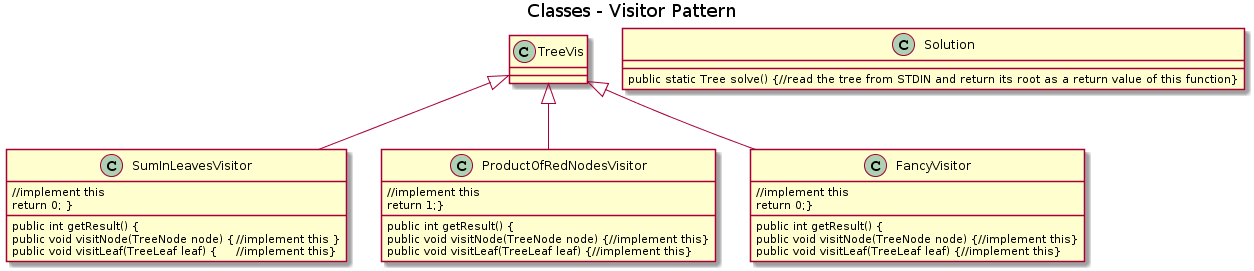 Classes - Visitor Pattern
C TreeVis
C Solution
public static Tree solve() {//read the tree from STDIN and return its root as a return value of this function}
C SumInLeavesVisitor
//implement this
return 0; }
public int getResult() {
public void visitNode(TreeNode node) {//implement this }
public void visitLeaf(TreeLeaf leaf) {     //implement this}
C ProductOfRedNodesVisitor
//implement this
return 1;}
public int getResult() {
public void visitNode(TreeNode node) {//implement this}
public void visitLeaf(TreeLeaf leaf) {//implement this}
C FancyVisitor
//implement this
return 0;}
public int getResult() {
public void visitNode(TreeNode node) {//implement this}
public void visitLeaf(TreeLeaf leaf) {//implement this}